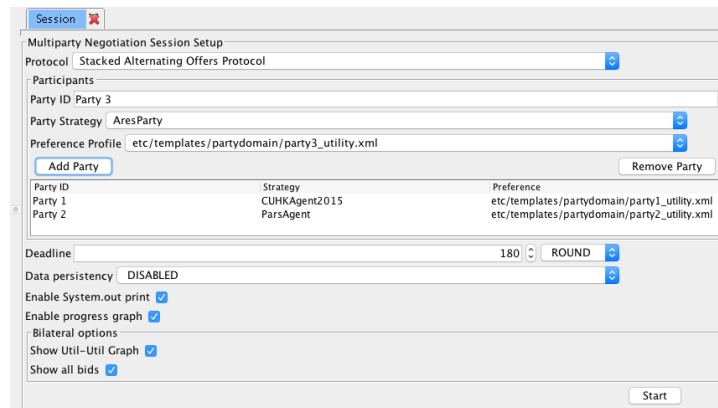 Session
Multiparty Negotiation Session Setup
Protocol Stacked Alternating Offers Protocol
Participants
Party ID Party 3
Party Strategy AresParty
Preference Profile etc/templates/partydomain/party3_utility.xml
Add Party Remove Party
Party ID Strategy Preference
Party 1 CUHKAgent2015 etc/templates/partydomain/party1_utility.xml
Party 2 ParsAgent etc/templates/partydomain/party2_utility.xml
Deadline 180 ROUND
Data persistency DISABLED
Enable System.out print
Enable progress graph
Bilateral options
Show Util-Util Graph
Show all bids
Start